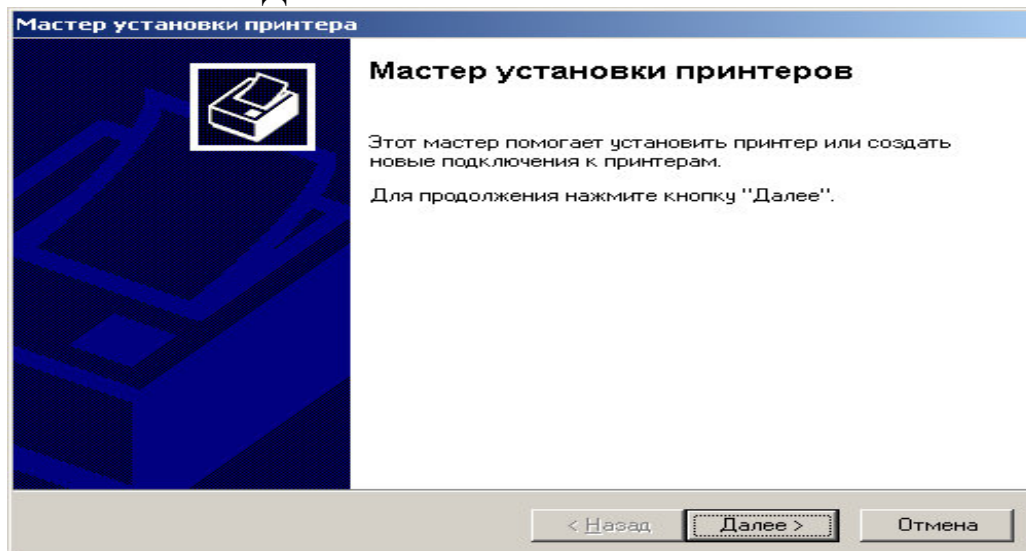 Мастер установки принтера
Мастер установки принтеров
Этот мастер помогает установить принтер или создать
новые подключения к принтерам.
Для продолжения нажмите кнопку "Далее".
< Назад
Далее >
Отмена